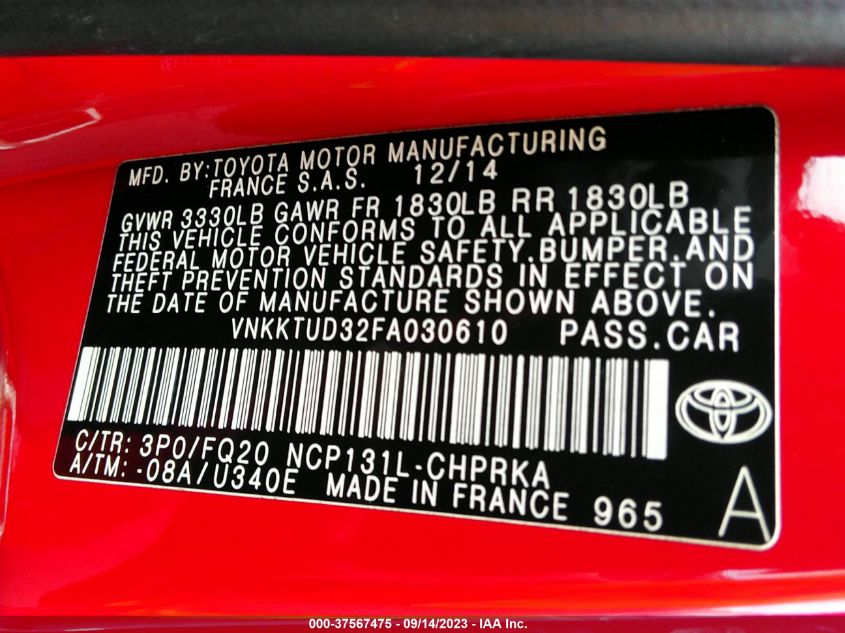 MFD. BY:TOYOTA MOTOR MANUFACTURING
FRANCE S.A.S. 12/14
GVWR 3330LB GAWR FR 1830LB RR 1830LB
THIS VEHICLE CONFORMS TO ALL APPLICABLE
FEDERAL MOTOR VEHICLE SAFETY,BUMPER,AND
THEFT PREVENTION STANDARDS IN EFFECT ON
THE DATE OF MANUFACTURE SHOWN ABOVE.
VNKKTUD32FA030610 PASS.CAR
C/TR: 3P0/FQ20 NCP131L-CHPRKA
A/TM: -08A/U340E MADE IN FRANCE 965
A
000-37567475 - 09/14/2023 - IAA Inc.